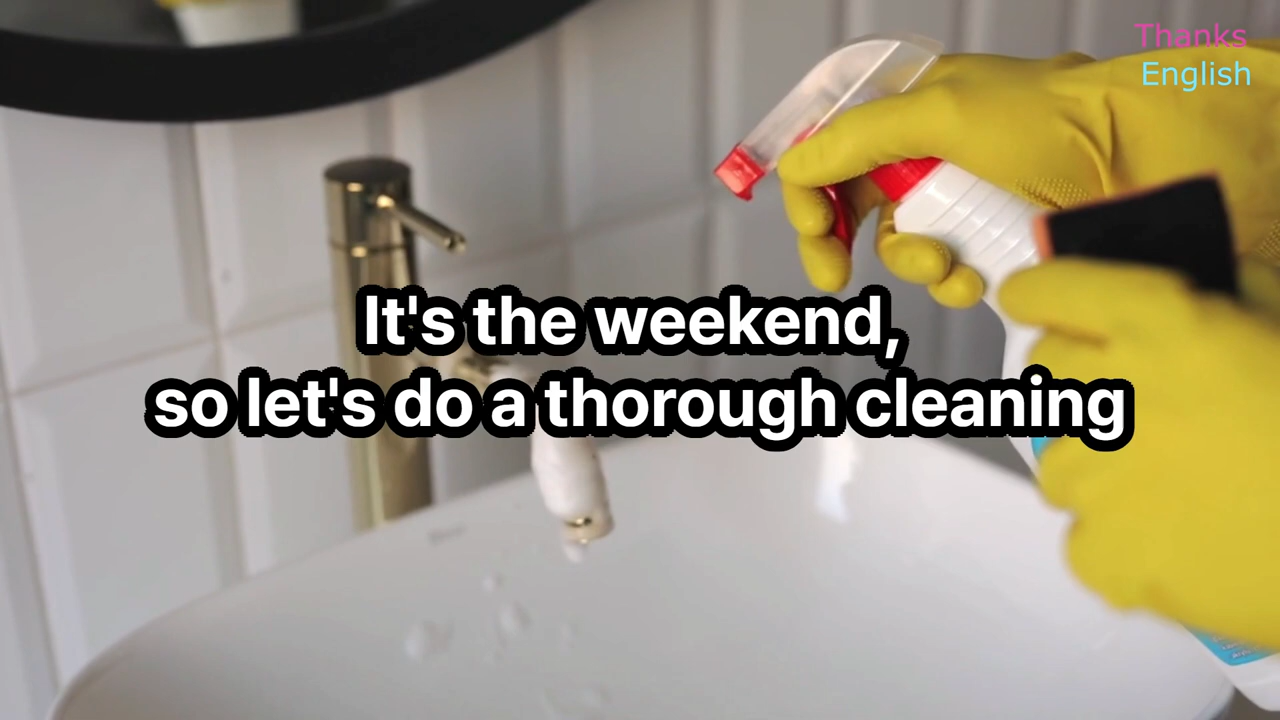 Thanks
English
It's the weekend,
so let's do a thorough cleaning